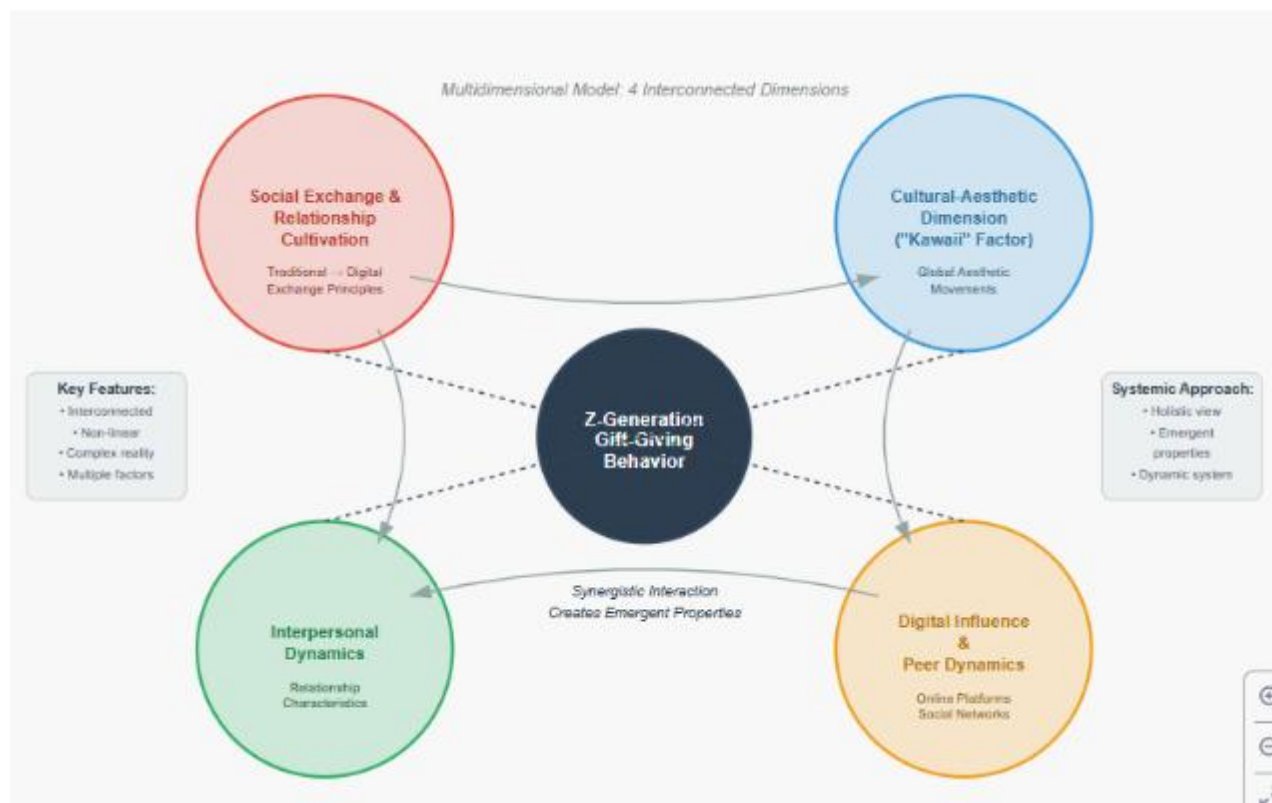 Multidimensional Model: 4 Interconnected Dimensions
Social Exchange &
Relationship
Cultivation
Traditional → Digital
Exchange Principles
Cultural-Aesthetic
Dimension
("Kawaii" Factor)
Global Aesthetic
Movements
Key Features:
• Interconnected
• Non-linear
• Complex reality
• Multiple factors
Z-Generation
Gift-Giving
Behavior
Systemic Approach:
• Holistic view
• Emergent
properties
• Dynamic system
Synergistic Interaction
Creates Emergent Properties
Interpersonal
Dynamics
Relationship
Characteristics
Digital Influence
&
Peer Dynamics
Online Platforms
Social Networks